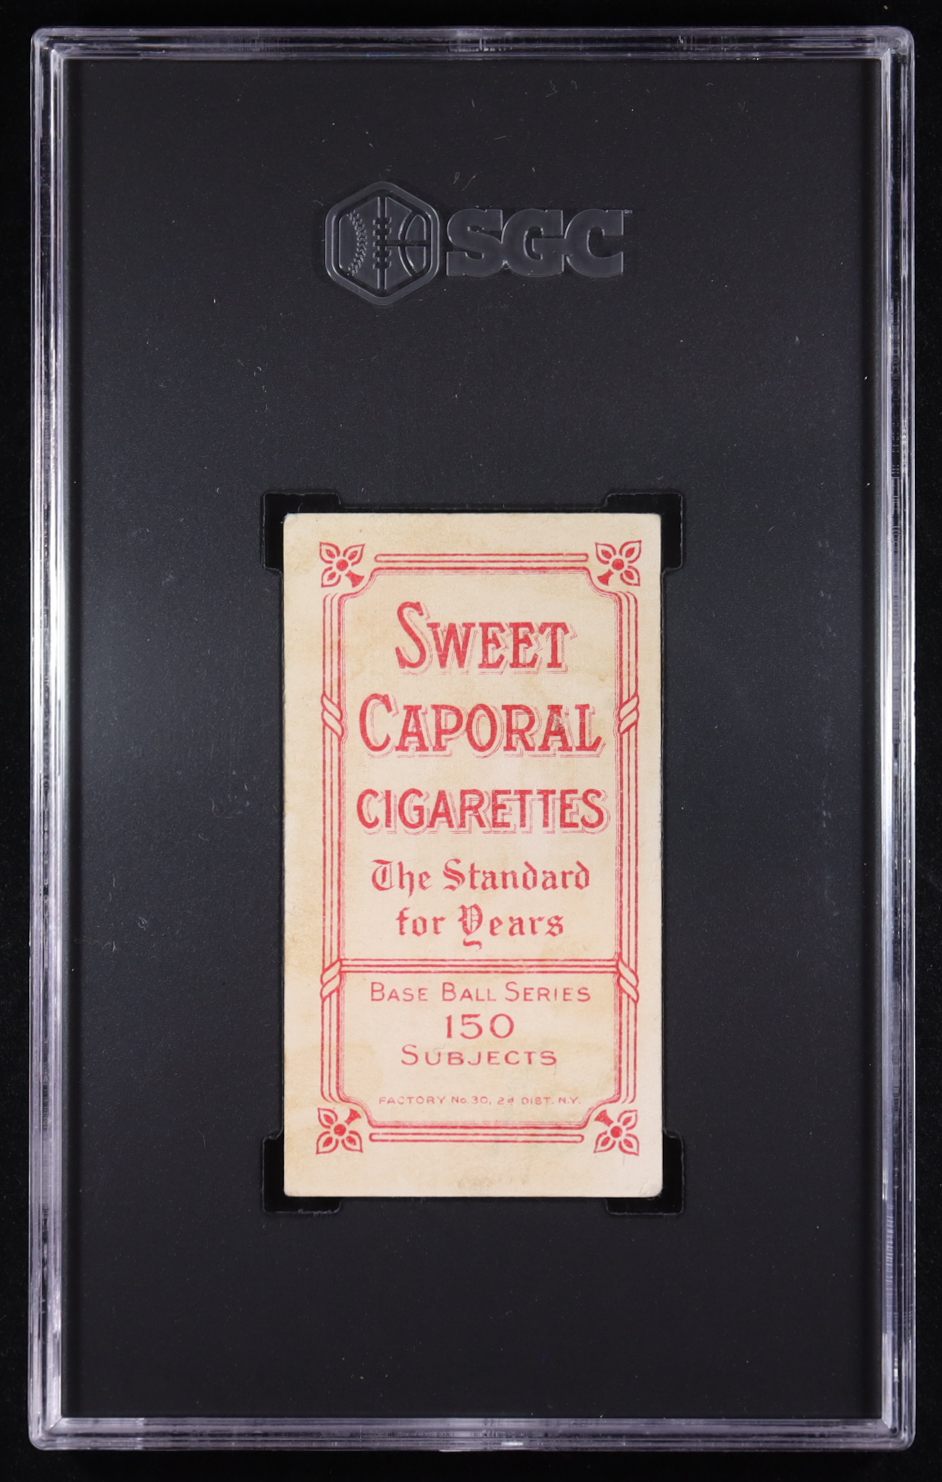 SGC
SWEET
CAPORAL
CIGARETTES
The Standard
for Years
BASE BALL SERIES
150
SUBJECTS
FACTORY No. 30, 2d DIST. N.Y.